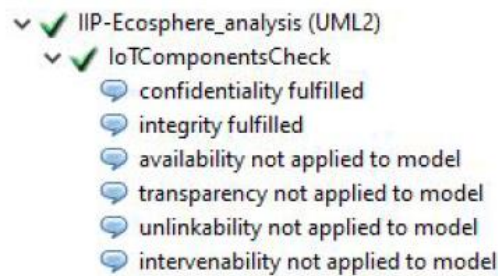 IIP-Ecosphere_analysis (UML2)
IoTComponentsCheck
confidentiality fulfilled
integrity fulfilled
availability not applied to model
transparency not applied to model
unlinkability not applied to model
intervenability not applied to model